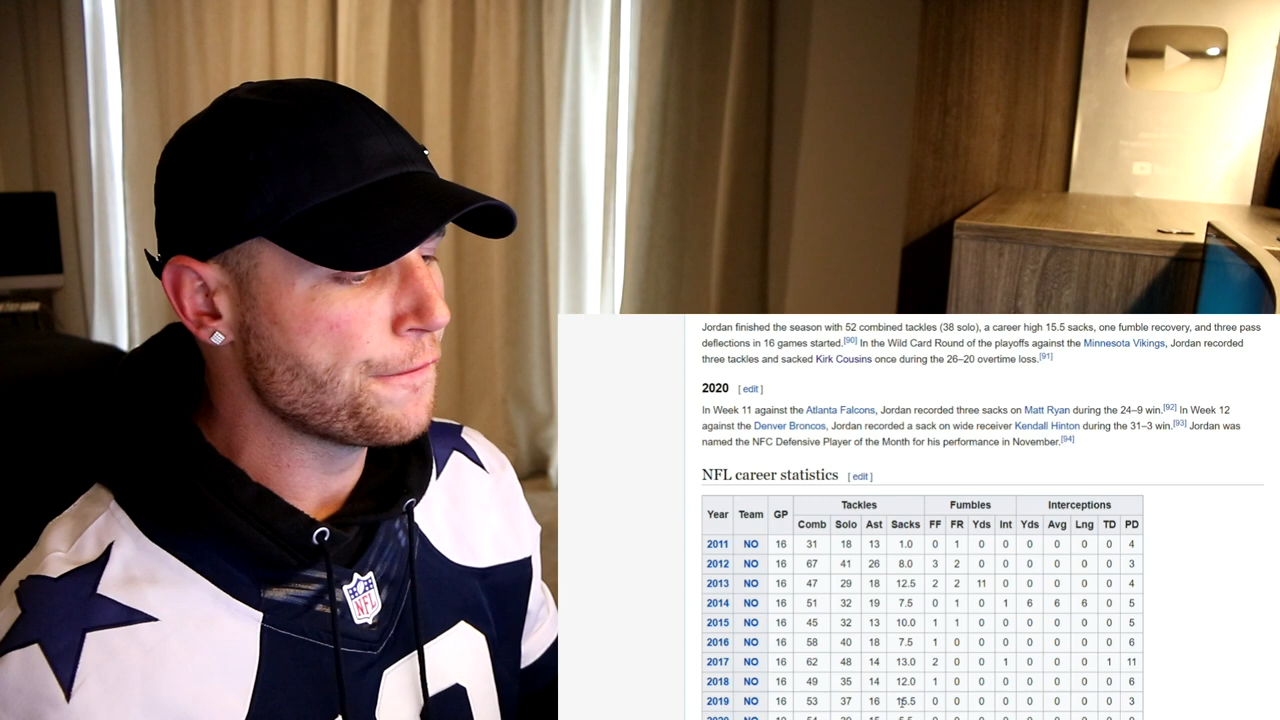 Jordan finished the season with 52 combined tackles (38 solo), a career high 15.5 sacks, one fumble recovery, and three pass
deflections in 16 games started.[90] In the Wild Card Round of the playoffs against the Minnesota Vikings, Jordan recorded
three tackles and sacked Kirk Cousins once during the 26–20 overtime loss.[91]
2020 [ edit ]
In Week 11 against the Atlanta Falcons, Jordan recorded three sacks on Matt Ryan during the 24–9 win.[92] In Week 12
against the Denver Broncos, Jordan recorded a sack on wide receiver Kendall Hinton during the 31–3 win.[93] Jordan was
named the NFC Defensive Player of the Month for his performance in November.[94]
NFL career statistics [ edit ]
Year Team GP Tackles Fumbles Interceptions
Comb Solo Ast Sacks FF FR Yds Int Yds Avg Lng TD PD
2011 NO 16 31 18 13 1.0 0 1 0 0 0 0 0 0 4
2012 NO 16 67 41 26 8.0 3 2 0 0 0 0 0 0 3
2013 NO 16 47 29 18 12.5 2 2 11 0 0 0 0 0 4
2014 NO 16 51 32 19 7.5 0 1 0 1 6 6 6 0 5
2015 NO 16 45 32 13 10.0 1 1 0 0 0 0 0 0 5
2016 NO 16 58 40 18 7.5 1 0 0 0 0 0 0 0 6
2017 NO 16 62 48 14 13.0 2 0 0 1 0 0 0 1 11
2018 NO 16 49 35 14 12.0 1 0 0 0 0 0 0 0 6
2019 NO 16 53 37 16 15.5 0 0 0 0 0 0 0 0 3
NFL